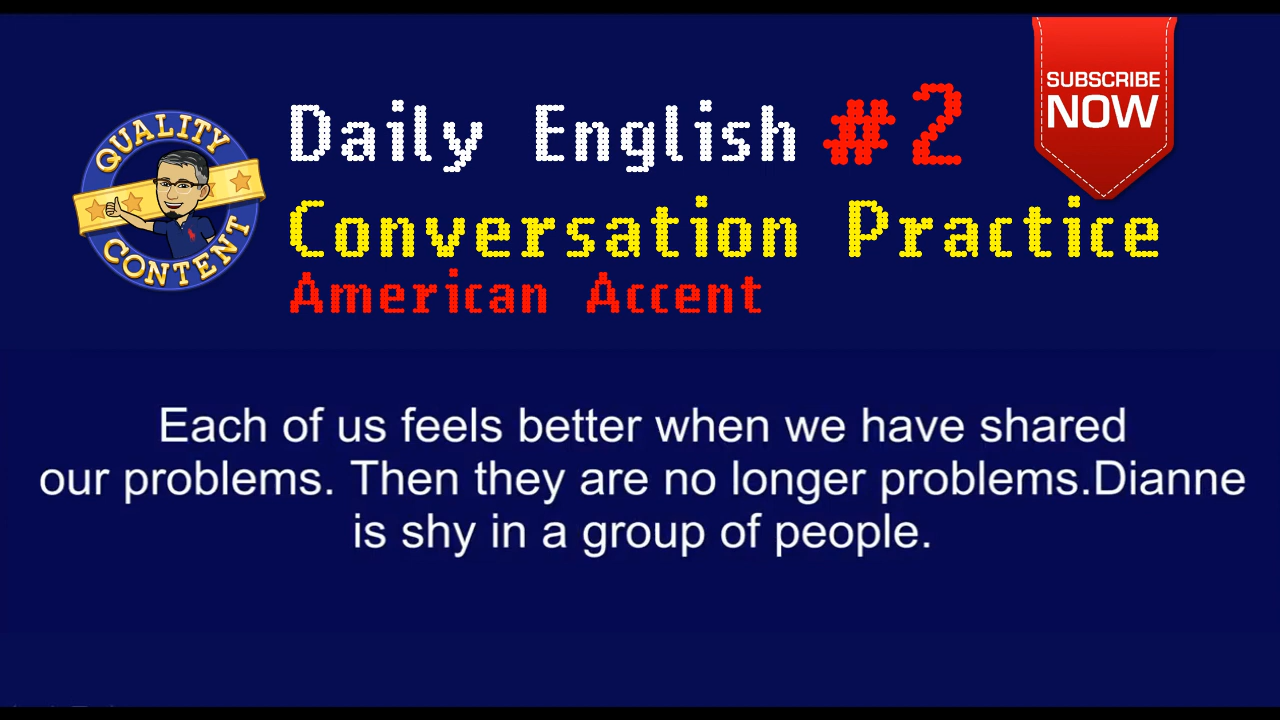 SUBSCRIBE
NOW
QUALITY
CONTENT
Daily English #2
Conversation Practice
American Accent
Each of us feels better when we have shared
our problems. Then they are no longer problems.Dianne
is shy in a group of people.